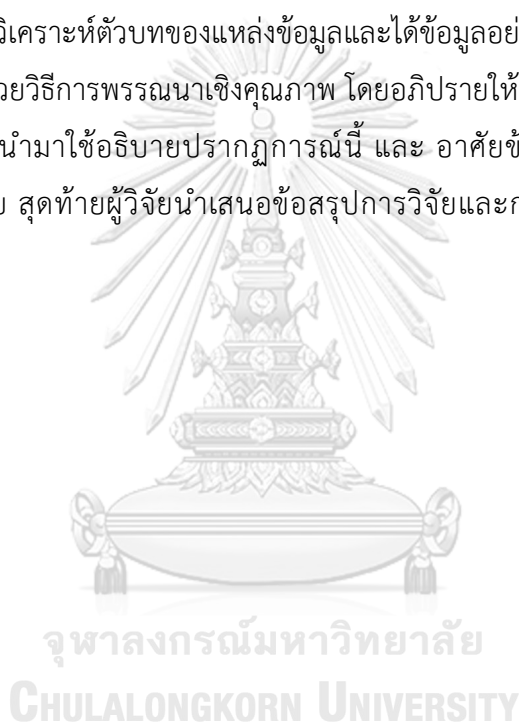 วิเคราะห์ตัวบทของแหล่งข้อมูลและได้ข้อมูลอย่
วยวิธีการพรรณนาเชิงคุณภาพ โดยอภิปรายให้
นำมาใช้อธิบายปรากฏการณ์นี้ และ อาศัยข้
ย สุดท้ายผู้วิจัยนำเสนอข้อสรุปการวิจัยและก
จุฬาลงกรณ์มหาวิทยาลัย
CHULALONGKORN UNIVERSITY